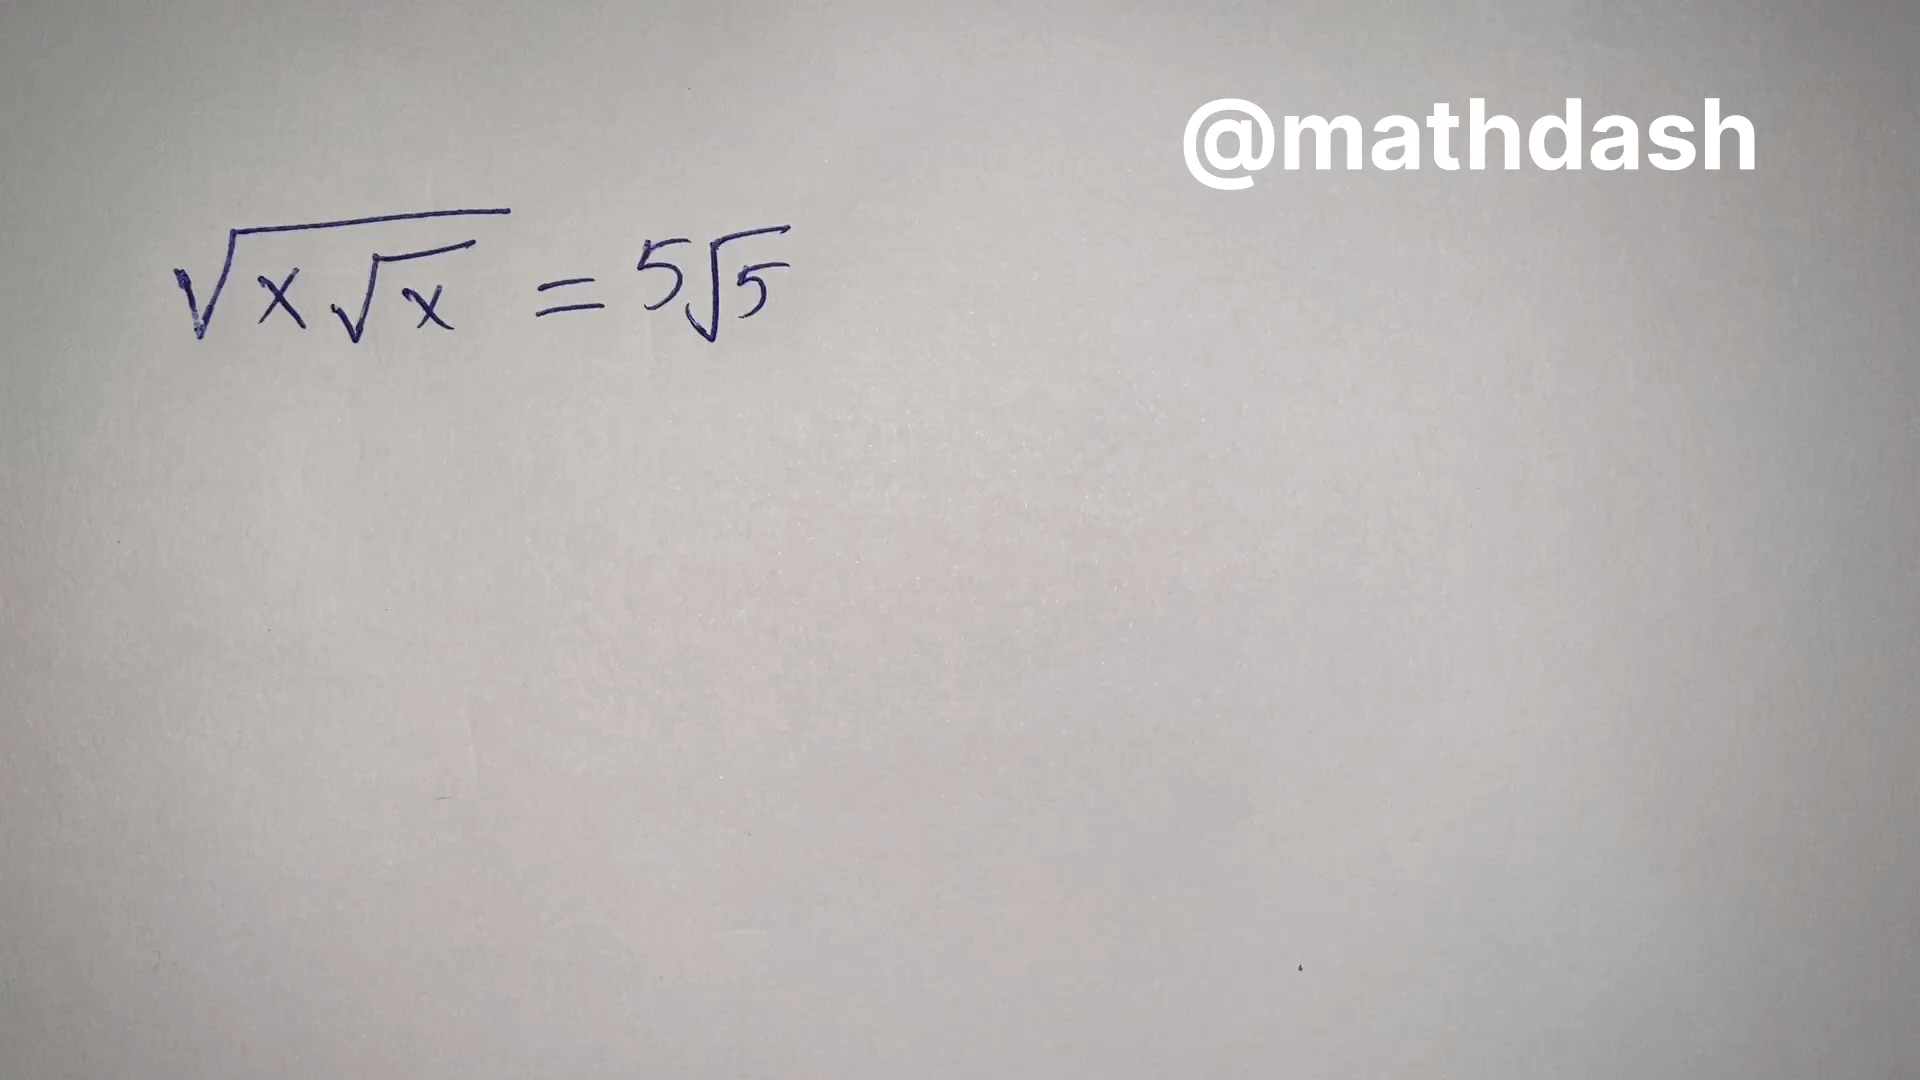 @mathdash
√(x√x) = 5√5